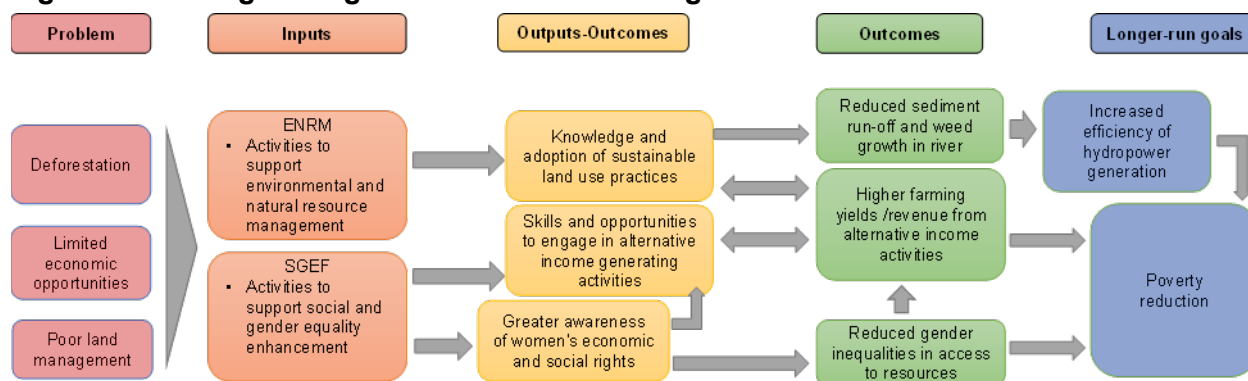 Problem
Inputs
Outputs-Outcomes
Outcomes
Longer-run goals
Deforestation
Limited
economic
opportunities
Poor land
management
ENRM
▪ Activities to
support
environmental and
natural resource
management
SGEF
▪ Activities to
support social and
gender equality
enhancement
Knowledge and
adoption of sustainable
land use practices
Skills and opportunities
to engage in alternative
income generating
activities
Greater awareness
of women's economic
and social rights
Reduced sediment
run-off and weed
growth in river
Higher farming
yields /revenue from
alternative income
activities
Reduced gender
inequalities in access
to resources
Increased
efficiency of
hydropower
generation
Poverty
reduction